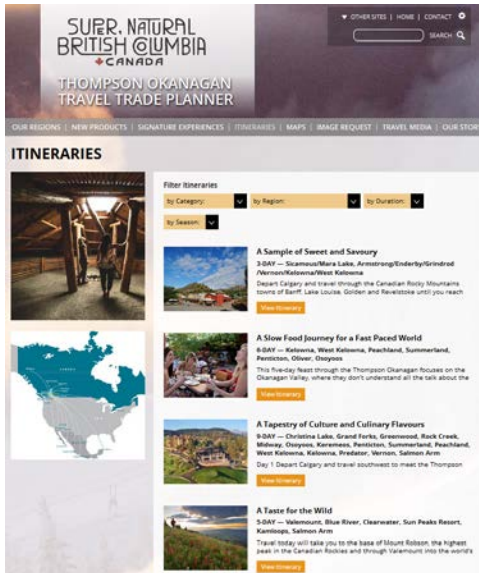 SUPER, NATURAL
BRITISH COLUMBIA
CANADA
THOMPSON OKANAGAN
TRAVEL TRADE PLANNER
OTHER SITES | HOME | CONTACT
SEARCH
OUR REGIONS | NEW PRODUCTS | SIGNATURE EXPERIENCES | ITINERARIES | MAPS | IMAGE REQUEST | TRAVEL MEDIA | OUR STOR
ITINERARIES
Filter Itineraries
by Category:
by Region:
by Duration:
by Season:
A Sample of Sweet and Savoury
3-DAY — Sicamous/Mara Lake, Armstrong/Enderby/Grindrod
/Vernon/Kelowna/West Kelowna
Depart Calgary and travel through the Canadian Rocky Mountains
towns of Banff, Lake Louise, Golden and Revelstoke until you reach
View Itinerary
A Slow Food Journey for a Fast Paced World
6-DAY — Kelowna, West Kelowna, Peachland, Summerland,
Penticton, Oliver, Osoyoos
This five-day feast through the Thompson Okanagan focuses on the
Okanagan Valley, where they don't understand all the talk about the
View Itinerary
A Tapestry of Culture and Culinary Flavours
9-DAY — Christina Lake, Grand Forks, Greenwood, Rock Creek,
Midway, Osoyoos, Keremeos, Penticton, Summerland, Peachland,
West Kelowna, Kelowna, Predator, Vernon, Salmon Arm
Day 1 Depart Calgary and travel southwest to meet the Thompson
View Itinerary
A Taste for the Wild
5-DAY — Valemount, Blue River, Clearwater, Sun Peaks Resort,
Kamloops, Salmon Arm
Travel today will take you to the base of Mount Robson, the highest
peak in the Canadian Rockies and through Valemount into the world's
View Itinerary